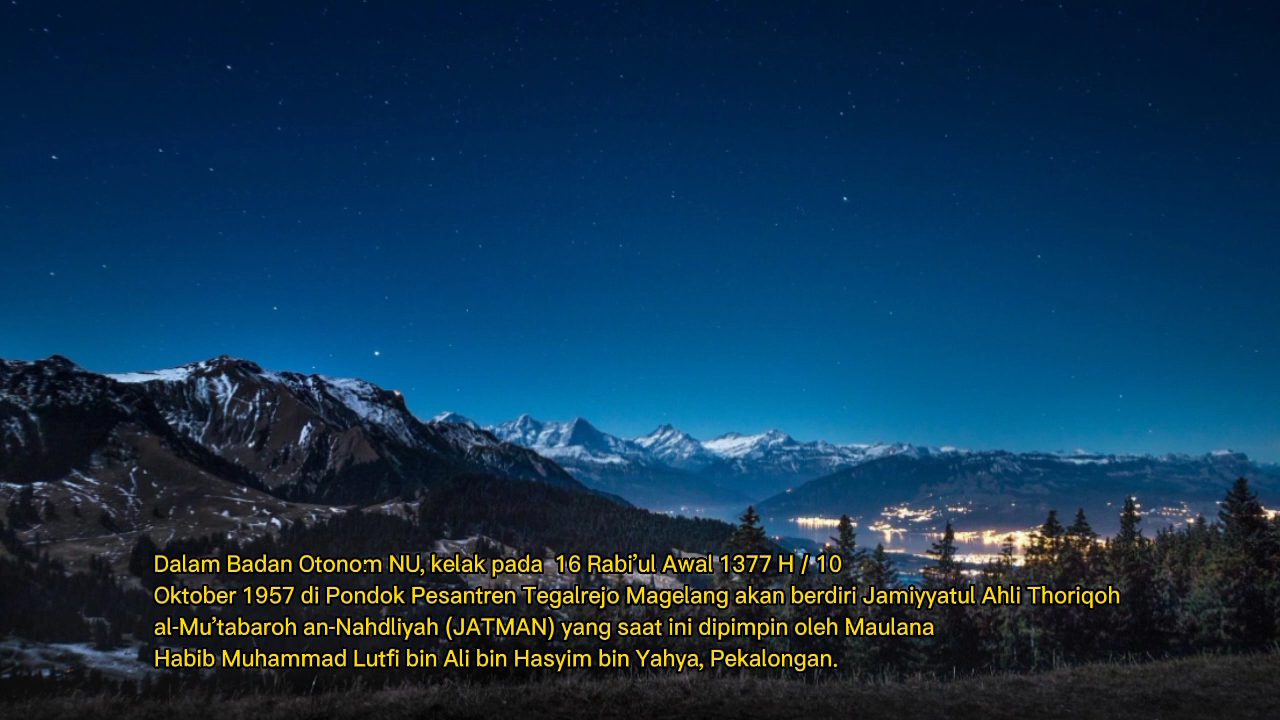 Dalam Badan Otono:m NU, kelak pada  16 Rabi’ul Awal 1377 H / 10
Oktober 1957 di Pondok Pesantren Tegalrejo Magelang akan berdiri Jamiyyatul Ahli Thoriqoh
al-Mu’tabaroh an-Nahdliyah (JATMAN) yang saat ini dipimpin oleh Maulana
Habib Muhammad Lutfi bin Ali bin Hasyim bin Yahya, Pekalongan.